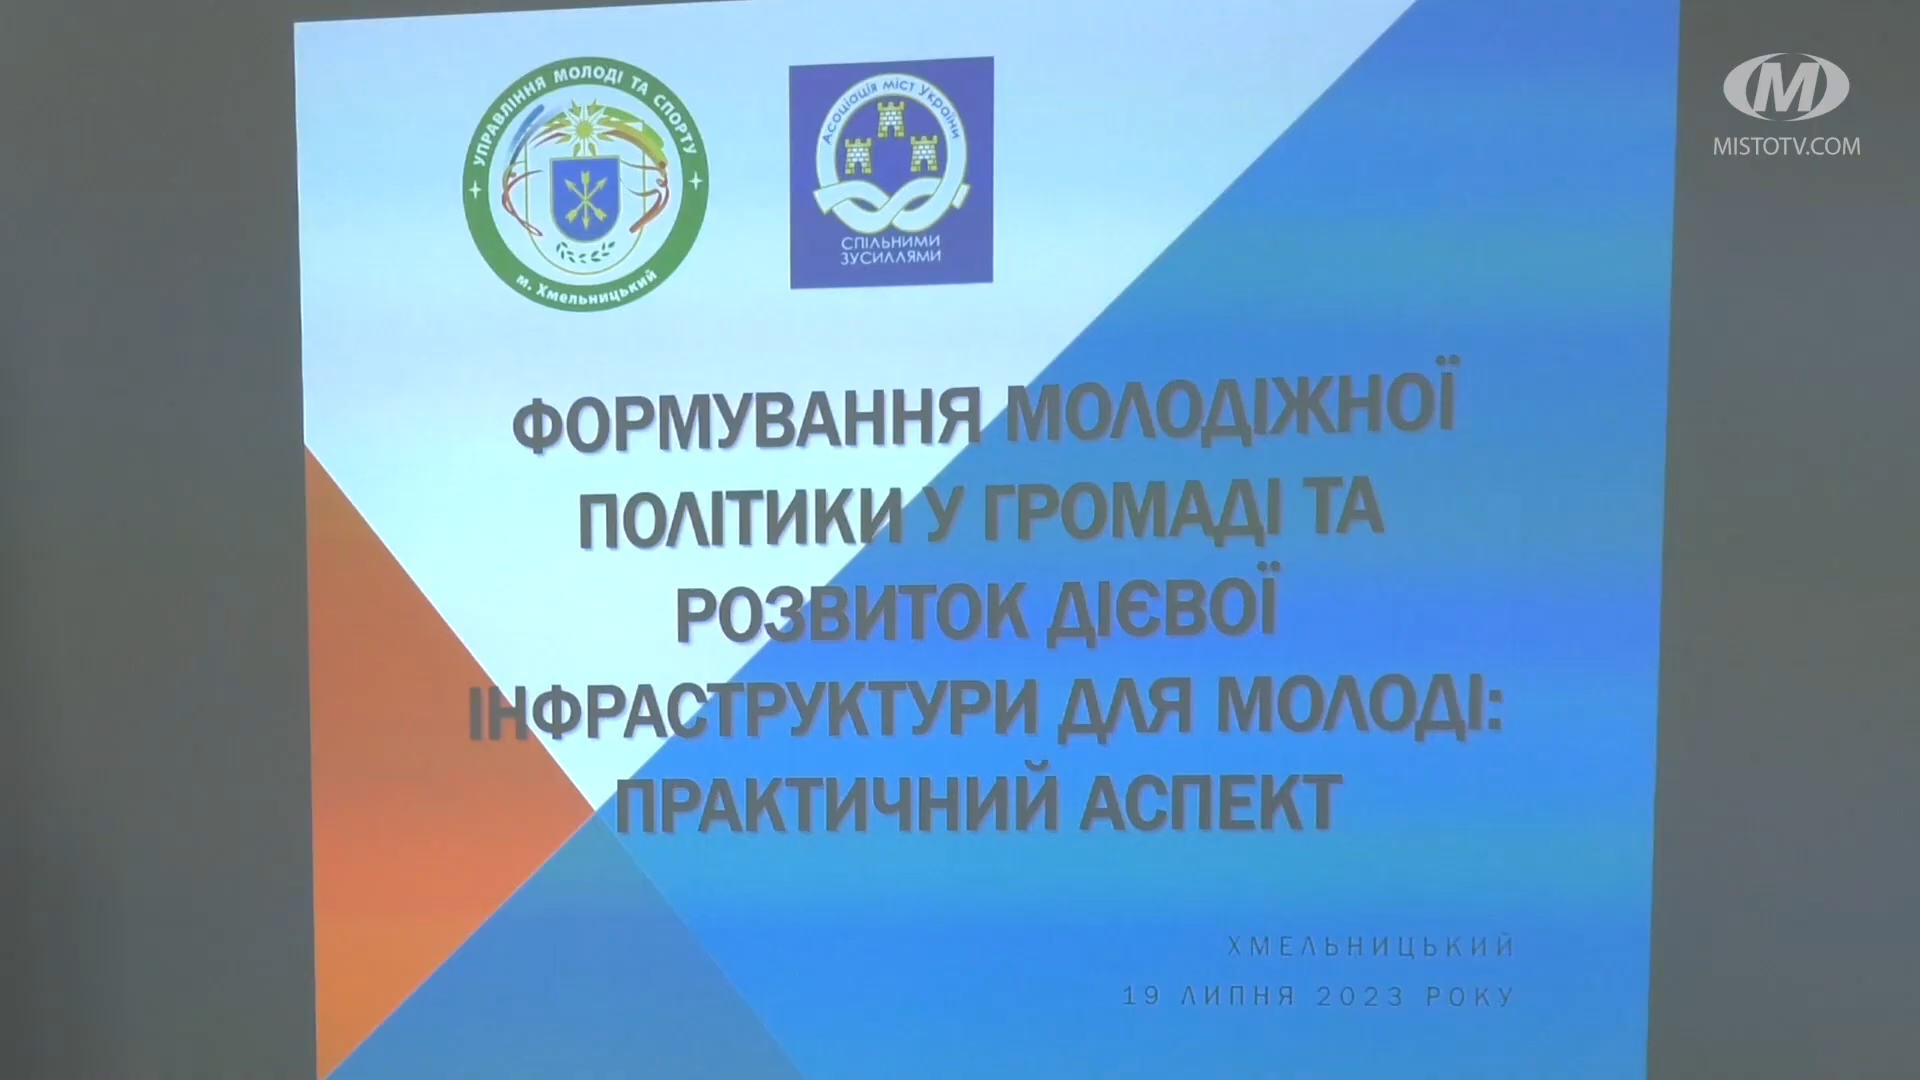 УПРАВЛІННЯ МОЛОДІ ТА СПОРТУ
м. Хмельницький
Асоціація міст України
СПІЛЬНИМИ
ЗУСИЛЛЯМИ
M
MISTOTV.COM
ФОРМУВАННЯ МОЛОДІЖНОЇ
ПОЛІТИКИ У ГРОМАДІ ТА
РОЗВИТОК ДІЄВОЇ
ІНФРАСТРУКТУРИ ДЛЯ МОЛОДІ:
ПРАКТИЧНИЙ АСПЕКТ
ХМЕЛЬНИЦЬКИЙ
19 ЛИПНЯ 2023 РОКУ